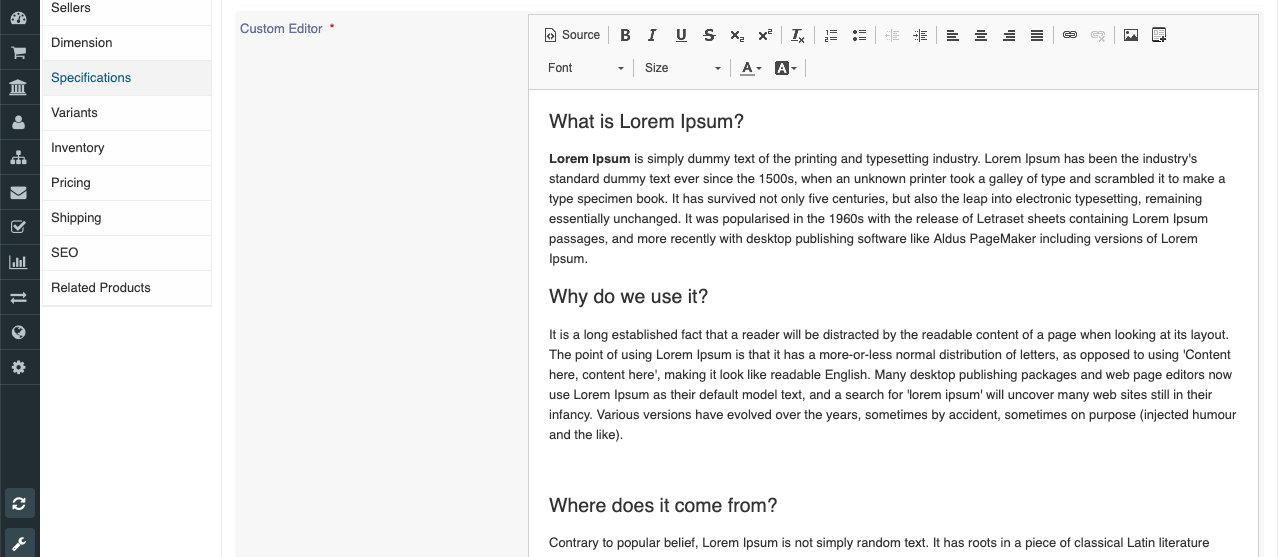 Sellers
Dimension
Specifications
Variants
Inventory
Pricing
Shipping
SEO
Related Products
Custom Editor *
Source B I U S x₂ x² Tx
Font Size A A
What is Lorem Ipsum?
Lorem Ipsum is simply dummy text of the printing and typesetting industry. Lorem Ipsum has been the industry's
standard dummy text ever since the 1500s, when an unknown printer took a galley of type and scrambled it to make a
type specimen book. It has survived not only five centuries, but also the leap into electronic typesetting, remaining
essentially unchanged. It was popularised in the 1960s with the release of Letraset sheets containing Lorem Ipsum
passages, and more recently with desktop publishing software like Aldus PageMaker including versions of Lorem
Ipsum.
Why do we use it?
It is a long established fact that a reader will be distracted by the readable content of a page when looking at its layout.
The point of using Lorem Ipsum is that it has a more-or-less normal distribution of letters, as opposed to using 'Content
here, content here', making it look like readable English. Many desktop publishing packages and web page editors now
use Lorem Ipsum as their default model text, and a search for 'lorem ipsum' will uncover many web sites still in their
infancy. Various versions have evolved over the years, sometimes by accident, sometimes on purpose (injected humour
and the like).
Where does it come from?
Contrary to popular belief, Lorem Ipsum is not simply random text. It has roots in a piece of classical Latin literature